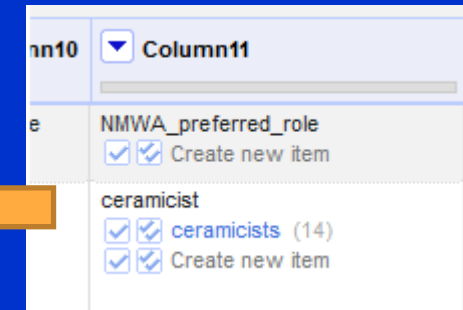 nn10 Column11
e NMWA_preferred_role
Create new item
ceramicist
ceramicists (14)
Create new item